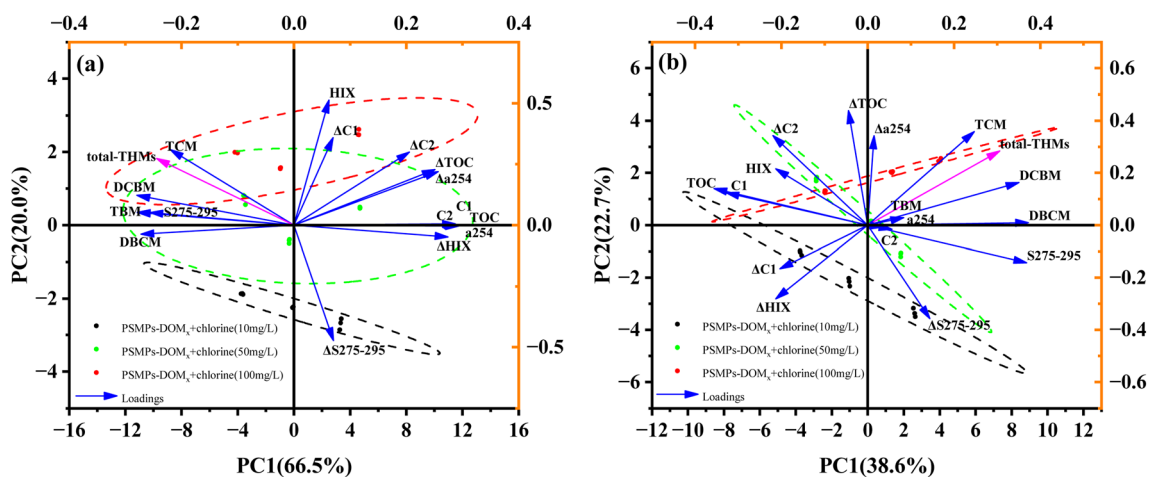 -0.4 -0.2 0.0 0.2 0.4
(a)
PC2(20.0%)
4
2
0
-2
-4
0.5
0.0
-0.5
HIX
ΔC1
TCM
total-THMs
ΔC2
ΔTOC
Δa254
DCBM
TBM
S275-295
DBCM
C1
C2
TOC
a254
ΔHIX
ΔS275-295
PSMPs-DOMx+chlorine(10mg/L)
PSMPs-DOMx+chlorine(50mg/L)
PSMPs-DOMx+chlorine(100mg/L)
Loadings
-16 -12 -8 -4 0 4 8 12 16
PC1(66.5%)
-0.4 -0.2 0.0 0.2 0.4
(b)
PC2(22.7%)
6
4
2
0
-2
-4
-6
0.6
0.4
0.2
0.0
-0.2
-0.4
-0.6
ΔTOC
Δa254
ΔC2
TCM
total-THMs
HIX
DCBM
TOC
C1
TBM
a254
DBCM
C2
S275-295
ΔC1
ΔHIX
ΔS275-295
PSMPs-DOMx+chlorine(10mg/L)
PSMPs-DOMx+chlorine(50mg/L)
PSMPs-DOMx+chlorine(100mg/L)
Loadings
-12 -10 -8 -6 -4 -2 0 2 4 6 8 10 12
PC1(38.6%)